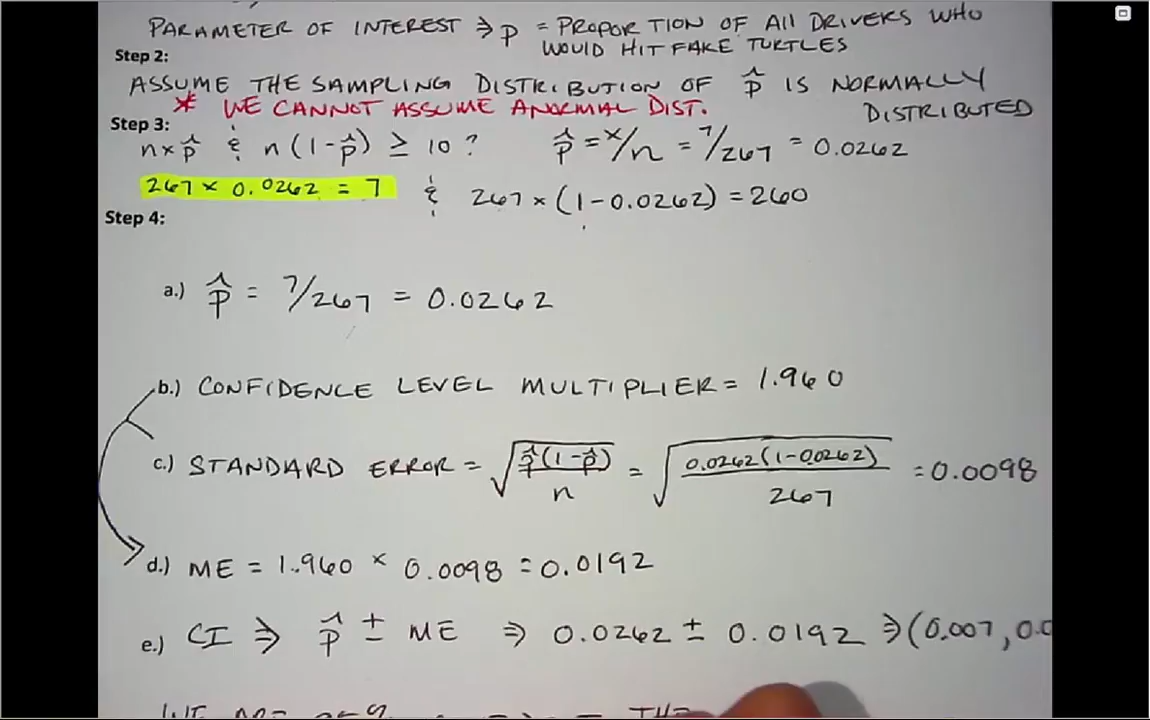 PARAMETER OF INTEREST ⇒ p = PROPORTION OF All DRIVERS WHO
WOULD HIT FAKE TURTLES
Step 2:
ASSUME THE SAMPLING DISTRIBUTION OF p̂ IS NORMALLY
DISTRIBUTED
* WE CANNOT ASSUME A NORMAL DIST.
Step 3:
n × p̂ & n(1-p̂) ≥ 10 ? p̂ = x/n = 7/267 = 0.0262
267 × 0.0262 = 7 & 267 × (1-0.0262) = 260
Step 4:
a.) p̂ = 7/267 = 0.0262
b.) CONFIDENCE LEVEL MULTIPLIER = 1.960
c.) STANDARD ERROR = √(p̂(1-p̂)/n) = √(0.0262(1-0.0262)/267) = 0.0098
d.) ME = 1.960 × 0.0098 = 0.0192
e.) CI ⇒ p̂ ± ME ⇒ 0.0262 ± 0.0192 ⇒ (0.007, 0.0